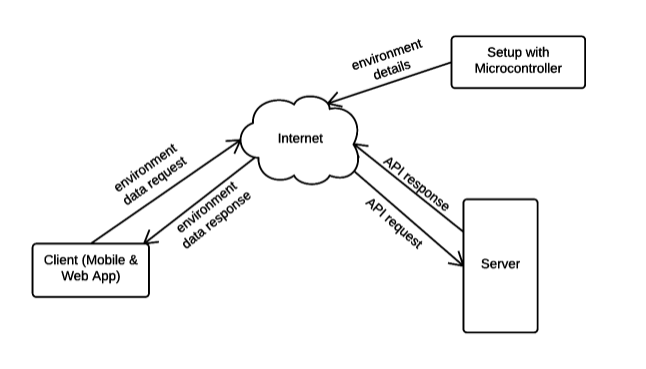 environment
details
Setup with
Microcontroller
Internet
environment
data request
environment
data response
API response
API request
Client (Mobile &
Web App)
Server